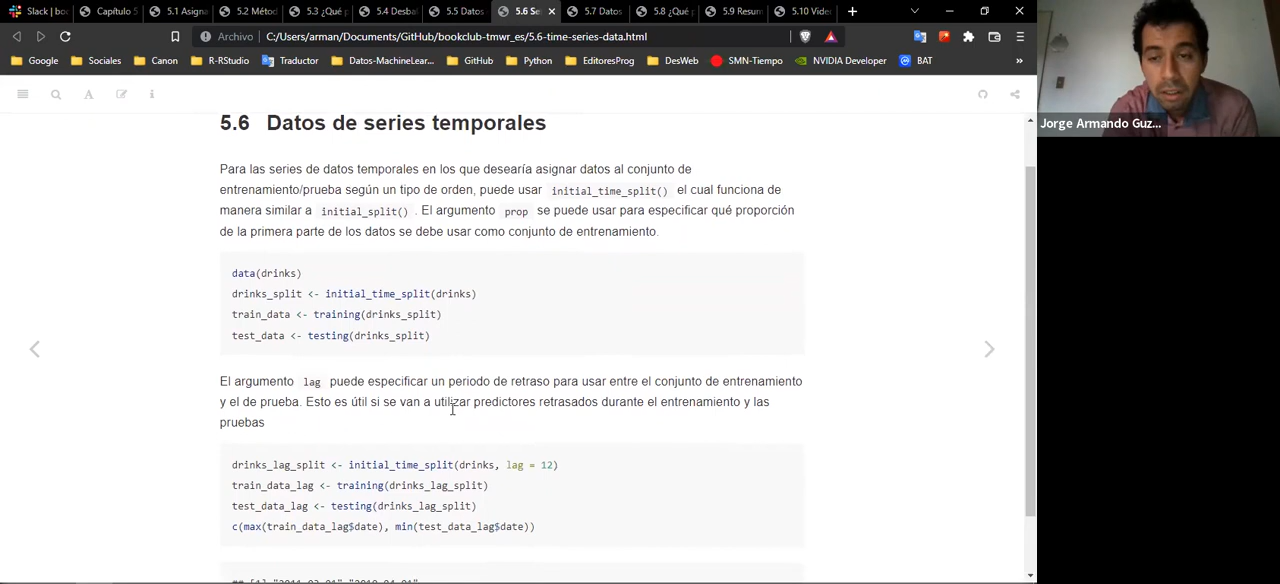 Slack | boo
Capítulo 5
5.1 Asigna
5.2 Métod
5.3 ¿Qué p
5.4 Desbal
5.5 Datos
5.6 Se
5.7 Datos
5.8 ¿Qué p
5.9 Resum
5.10 Vide
Archivo C:/Users/arman/Documents/GitHub/bookclub-tmwr_es/5.6-time-series-data.html
Google Sociales Canon R-RStudio Traductor Datos-MachineLear... GitHub Python EditoresProg DesWeb SMN-Tiempo NVIDIA Developer BAT »
Jorge Armando Guz...
5.6 Datos de series temporales
Para las series de datos temporales en los que desearía asignar datos al conjunto de
entrenamiento/prueba según un tipo de orden, puede usar initial_time_split() el cual funciona de
manera similar a initial_split() . El argumento prop se puede usar para especificar qué proporción
de la primera parte de los datos se debe usar como conjunto de entrenamiento.
data(drinks)
drinks_split <- initial_time_split(drinks)
train_data <- training(drinks_split)
test_data <- testing(drinks_split)
El argumento lag puede especificar un periodo de retraso para usar entre el conjunto de entrenamiento
y el de prueba. Esto es útil si se van a utilizar predictores retrasados durante el entrenamiento y las
pruebas
drinks_lag_split <- initial_time_split(drinks, lag = 12)
train_data_lag <- training(drinks_lag_split)
test_data_lag <- testing(drinks_lag_split)
c(max(train_data_lag$date), min(test_data_lag$date))